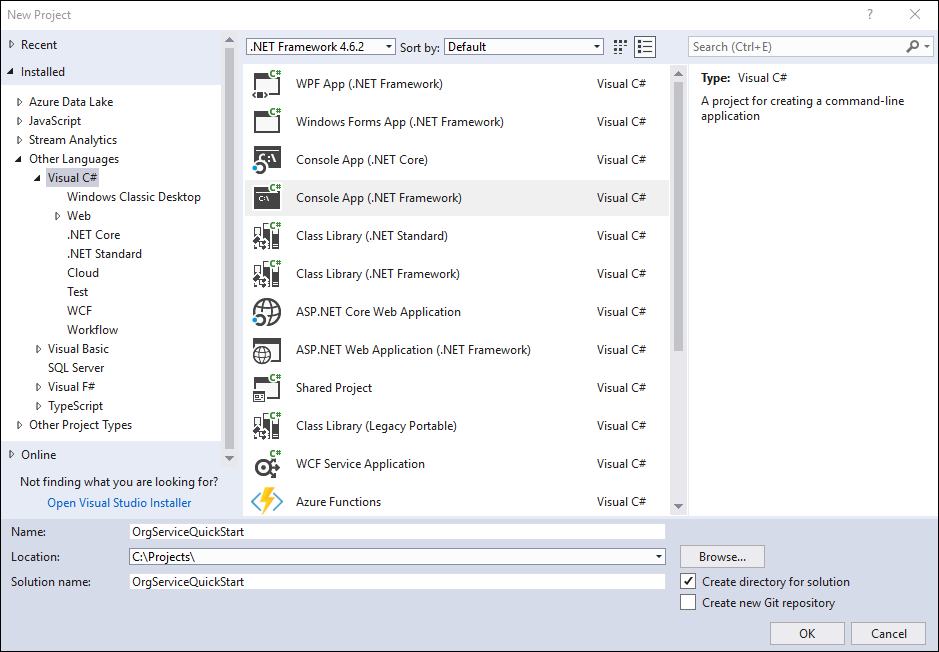 New Project
Recent
Installed
Azure Data Lake
JavaScript
Stream Analytics
Other Languages
Visual C#
Windows Classic Desktop
Web
.NET Core
.NET Standard
Cloud
Test
WCF
Workflow
Visual Basic
SQL Server
Visual F#
TypeScript
Other Project Types
Online
Not finding what you are looking for?
Open Visual Studio Installer
.NET Framework 4.6.2 Sort by: Default
WPF App (.NET Framework) Visual C#
Windows Forms App (.NET Framework) Visual C#
Console App (.NET Core) Visual C#
Console App (.NET Framework) Visual C#
Class Library (.NET Standard) Visual C#
Class Library (.NET Framework) Visual C#
ASP.NET Core Web Application Visual C#
ASP.NET Web Application (.NET Framework) Visual C#
Shared Project Visual C#
Class Library (Legacy Portable) Visual C#
WCF Service Application Visual C#
Azure Functions Visual C#
Search (Ctrl+E)
Type: Visual C#
A project for creating a command-line
application
Name: OrgServiceQuickStart
Location: C:\Projects\ Browse...
Solution name: OrgServiceQuickStart
Create directory for solution
Create new Git repository
OK Cancel